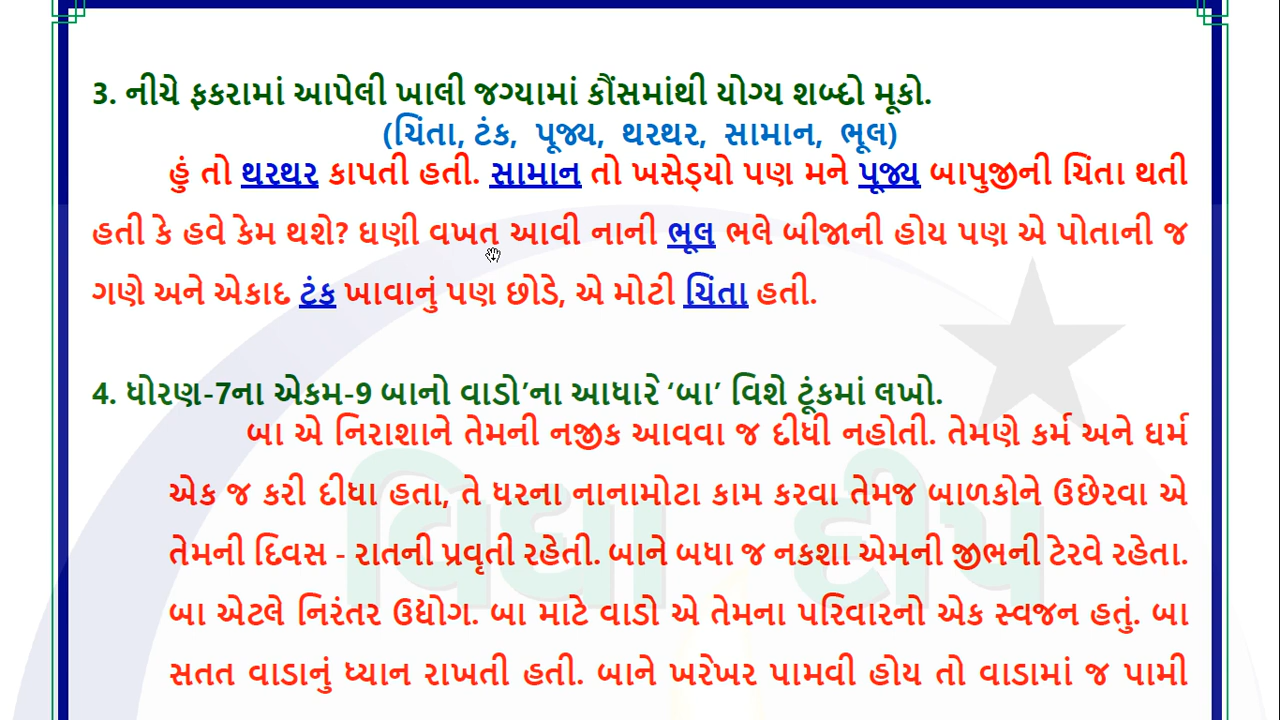 3. નીચે ફકરામાં આપેલી ખાલી જગ્યામાં કૌંસમાંથી યોગ્ય શબ્દો મૂકો.
(ચિંતા, ટંક, પૂજ્ય, થરથર, સામાન, ભૂલ)
હું તો થરથર કાપતી હતી. સામાન તો ખસેડ્યો પણ મને પૂજ્ય બાપુજીની ચિંતા થતી
હતી કે હવે કેમ થશે? ઘણી વખત આવી નાની ભૂલ ભલે બીજાની હોય પણ એ પોતાની જ
ગણે અને એકાદ ટંક ખાવાનું પણ છોડે, એ મોટી ચિંતા હતી.
4. ધોરણ-7ના એકમ-9 બાનો વાડો’ના આધારે ‘બા’ વિશે ટૂંકમાં લખો.
બા એ નિરાશાને તેમની નજીક આવવા જ દીધી નહોતી. તેમણે કર્મ અને ધર્મ
એક જ કરી દીધા હતા, તે ઘરના નાનામોટા કામ કરવા તેમજ બાળકોને ઉછેરવા એ
તેમની દિવસ - રાતની પ્રવૃતી રહેતી. બાને બધા જ નકશા એમની જીભની ટેરવે રહેતા.
બા એટલે નિરંતર ઉદ્યોગ. બા માટે વાડો એ તેમના પરિવારનો એક સ્વજન હતું. બા
સતત વાડાનું ધ્યાન રાખતી હતી. બાને ખરેખર પામવી હોય તો વાડામાં જ પામી
વિદ્યા દીપ